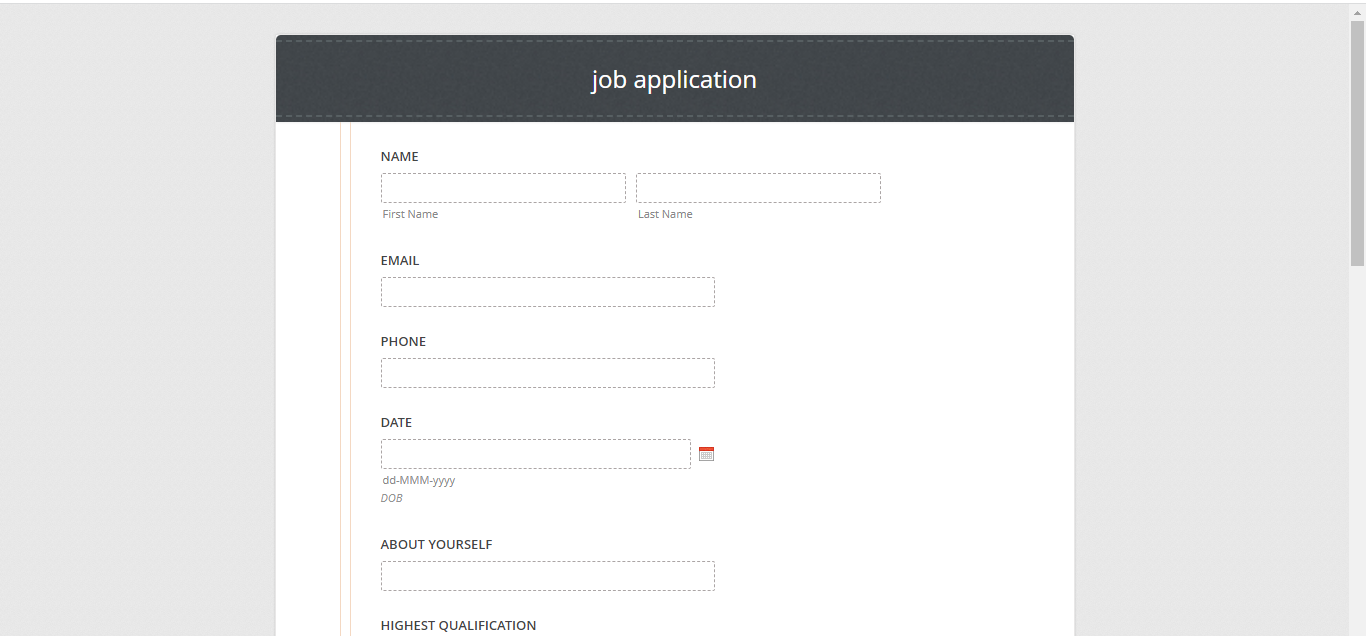 job application
NAME
First Name Last Name
EMAIL
PHONE
DATE
dd-MMM-yyyy
DOB
ABOUT YOURSELF
HIGHEST QUALIFICATION